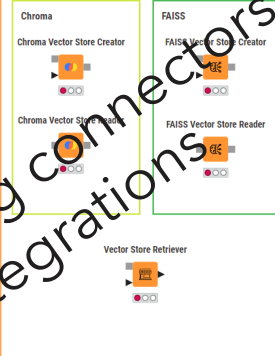 Chroma
FAISS
Chroma Vector Store Creator
FAISS Vector Store Creator
Chroma Vector Store Reader
FAISS Vector Store Reader
Vector Store Retriever
connectors